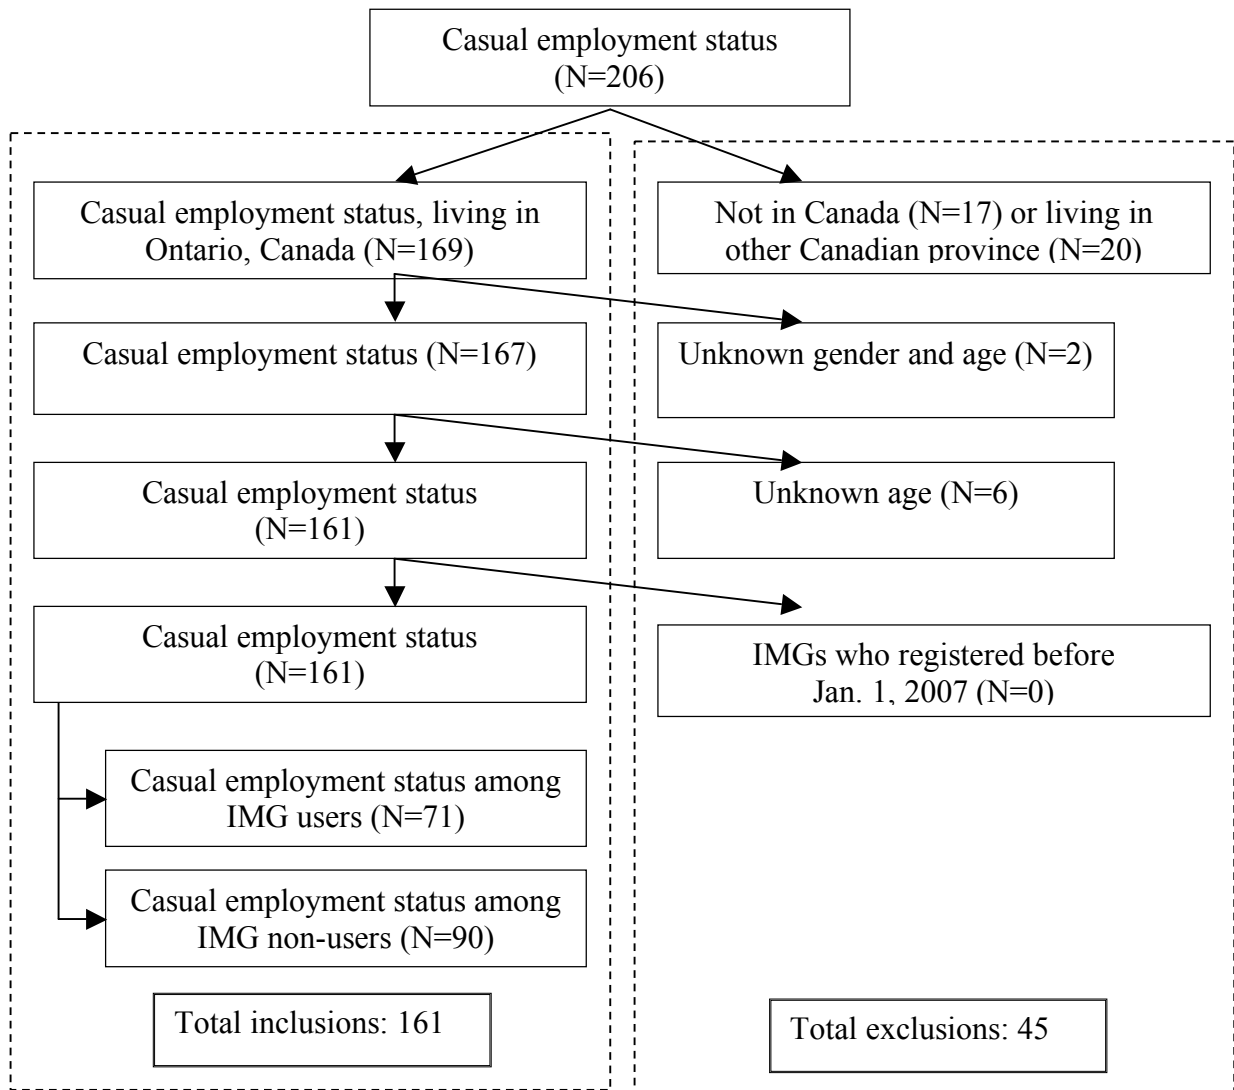 Casual employment status
(N=206)
Casual employment status, living in
Ontario, Canada (N=169)
Not in Canada (N=17) or living in
other Canadian province (N=20)
Casual employment status (N=167)
Unknown gender and age (N=2)
Casual employment status
(N=161)
Unknown age (N=6)
Casual employment status
(N=161)
IMGs who registered before
Jan. 1, 2007 (N=0)
Casual employment status among
IMG users (N=71)
Casual employment status among
IMG non-users (N=90)
Total inclusions: 161
Total exclusions: 45